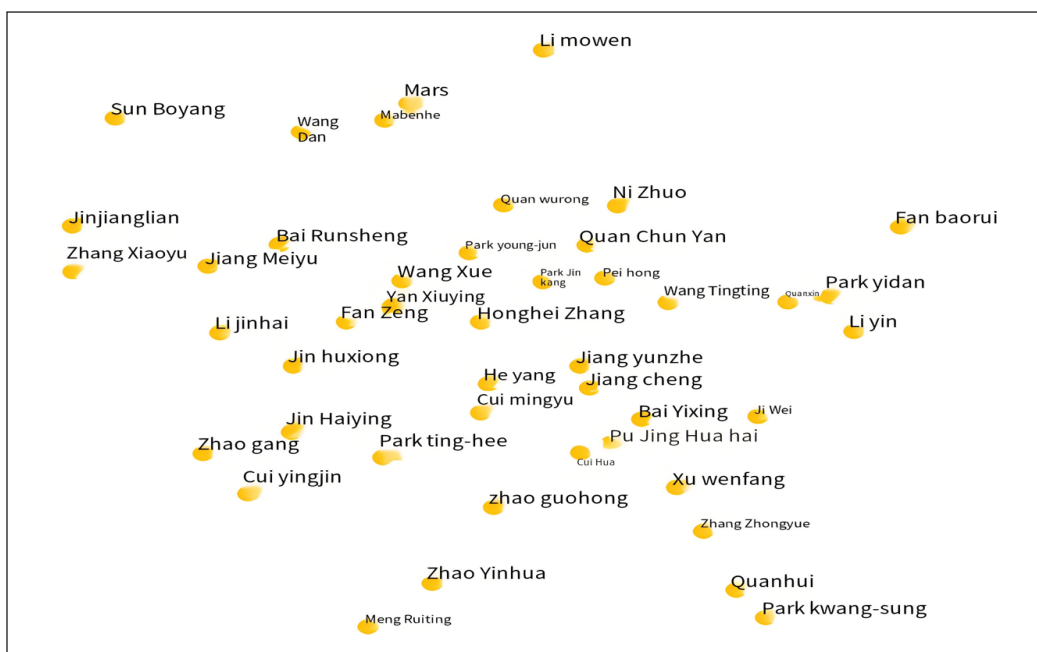 Li mowen
Mars
Sun Boyang
Mabenhe
Wang
Dan
Ni Zhuo
Quan wurong
Jinjianglian
Fan baorui
Bai Runsheng
Quan Chun Yan
Park young-jun
Zhang Xiaoyu
Jiang Meiyu
Wang Xue
Park Jin
kang
Pei hong
Park yidan
Wang Tingting
Quanxin
Yan Xiuying
Fan Zeng
Honghei Zhang
Li jinhai
Li yin
Jin huxiong
Jiang yunzhe
He yang
Jiang cheng
Cui mingyu
Bai Yixing
Ji Wei
Jin Haiying
Park ting-hee
Pu Jing Hua hai
Zhao gang
Cui Hua
Cui yingjin
Xu wenfang
zhao guohong
Zhang Zhongyue
Zhao Yinhua
Quanhui
Park kwang-sung
Meng Ruiting